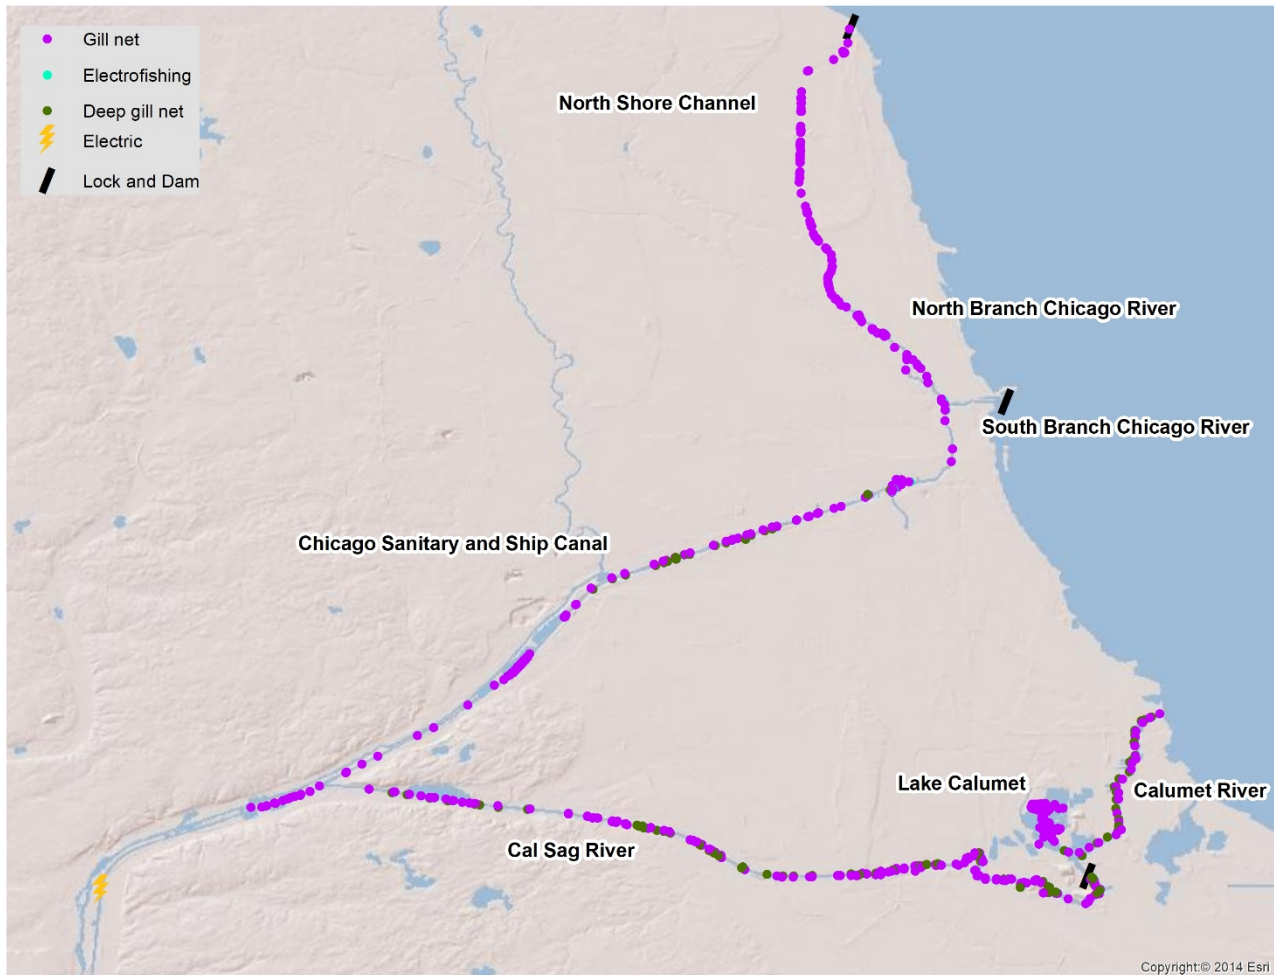 Gill net
Electrofishing
Deep gill net
Electric
Lock and Dam
North Shore Channel
North Branch Chicago River
South Branch Chicago River
Chicago Sanitary and Ship Canal
Lake Calumet
Calumet River
Cal Sag River
Copyright:© 2014 Esri